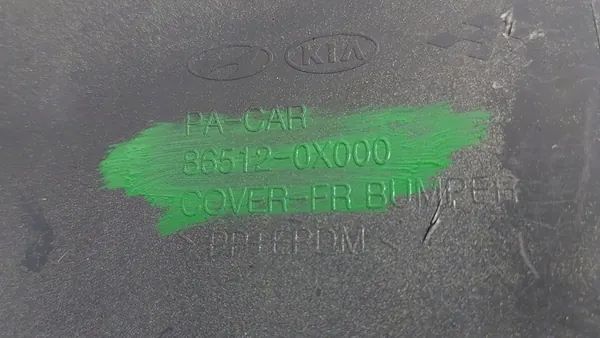 KIA
PA-CAR
86512-0X000
COVER-FR BUMPER
>PP+EPDM<